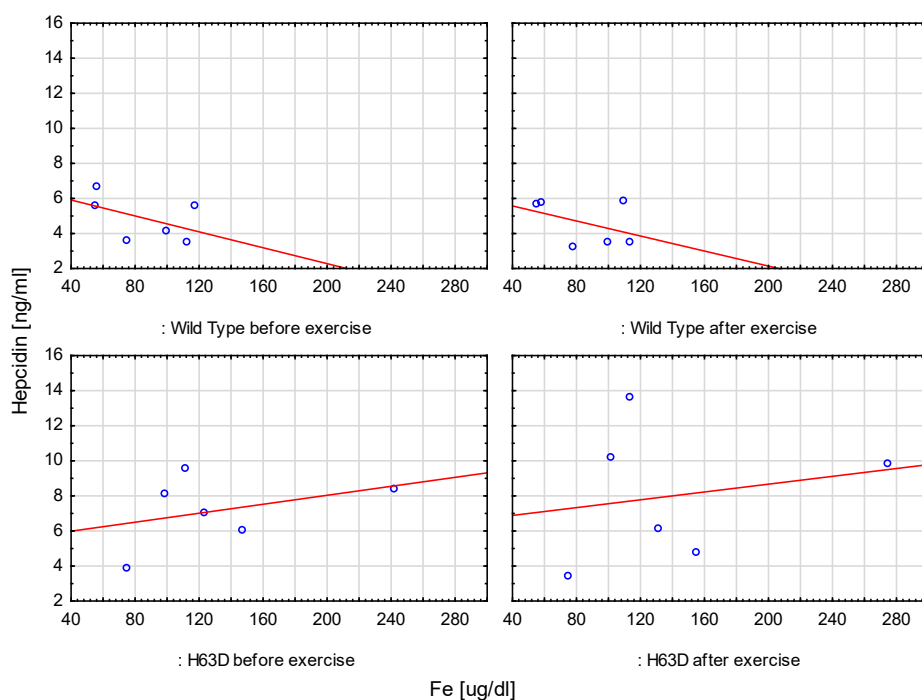 16
14
12
10
8
6
4
2
40 80 120 160 200 240 280
: Wild Type before exercise
40 80 120 160 200 240 280
: Wild Type after exercise
Hepcidin [ng/ml]
16
14
12
10
8
6
4
2
40 80 120 160 200 240 280
: H63D before exercise
40 80 120 160 200 240 280
: H63D after exercise
Fe [ug/dl]